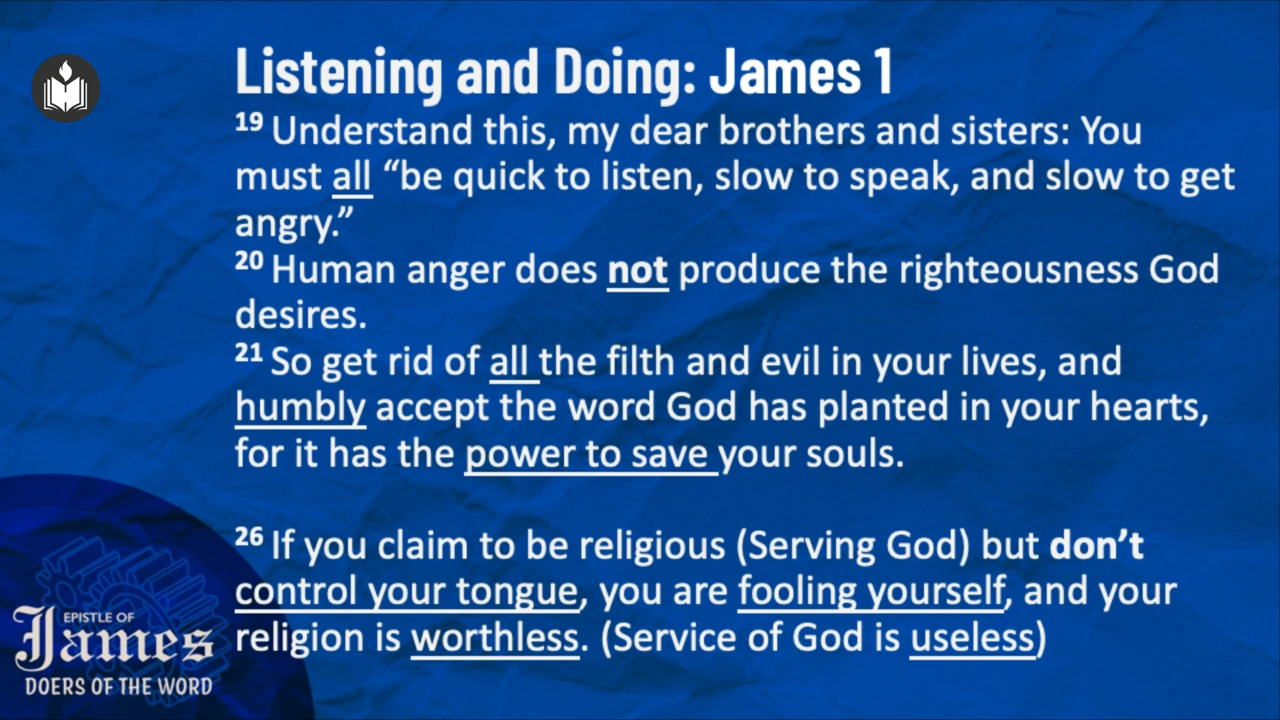 Listening and Doing: James 1
19 Understand this, my dear brothers and sisters: You
must all “be quick to listen, slow to speak, and slow to get
angry.”
20 Human anger does not produce the righteousness God
desires.
21 So get rid of all the filth and evil in your lives, and
humbly accept the word God has planted in your hearts,
for it has the power to save your souls.
26 If you claim to be religious (Serving God) but don’t
control your tongue, you are fooling yourself, and your
religion is worthless. (Service of God is useless)
EPISTLE OF
James
DOERS OF THE WORD